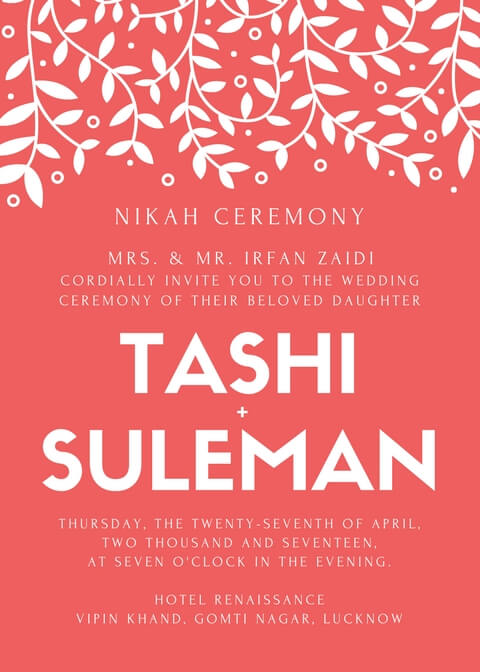 NIKAH CEREMONY
MRS. & MR. IRFAN ZAIDI
CORDIALLY INVITE YOU TO THE WEDDING
CEREMONY OF THEIR BELOVED DAUGHTER
TASHI
+
SULEMAN
THURSDAY, THE TWENTY-SEVENTH OF APRIL,
TWO THOUSAND AND SEVENTEEN,
AT SEVEN O'CLOCK IN THE EVENING.
HOTEL RENAISSANCE
VIPIN KHAND, GOMTI NAGAR, LUCKNOW